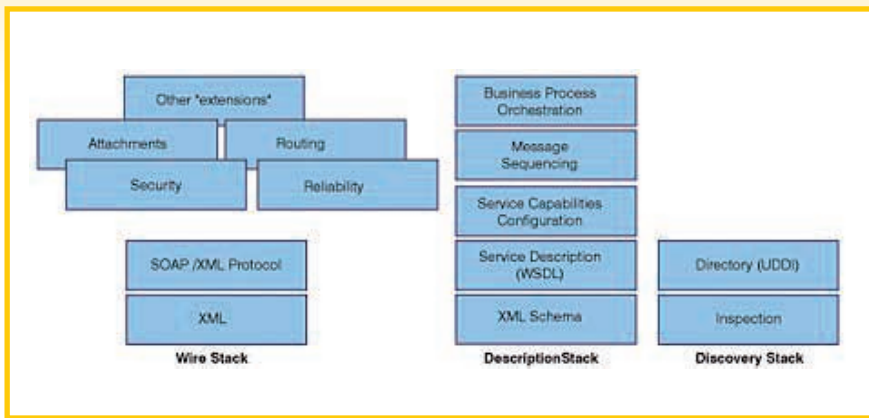 Other "extensions"
Attachments
Routing
Security
Reliability
SOAP /XML Protocol
XML
Wire Stack
Business Process
Orchestration
Message
Sequencing
Service Capabilities
Configuration
Service Description
(WSDL)
XML Schema
DescriptionStack
Directory (UDDI)
Inspection
Discovery Stack